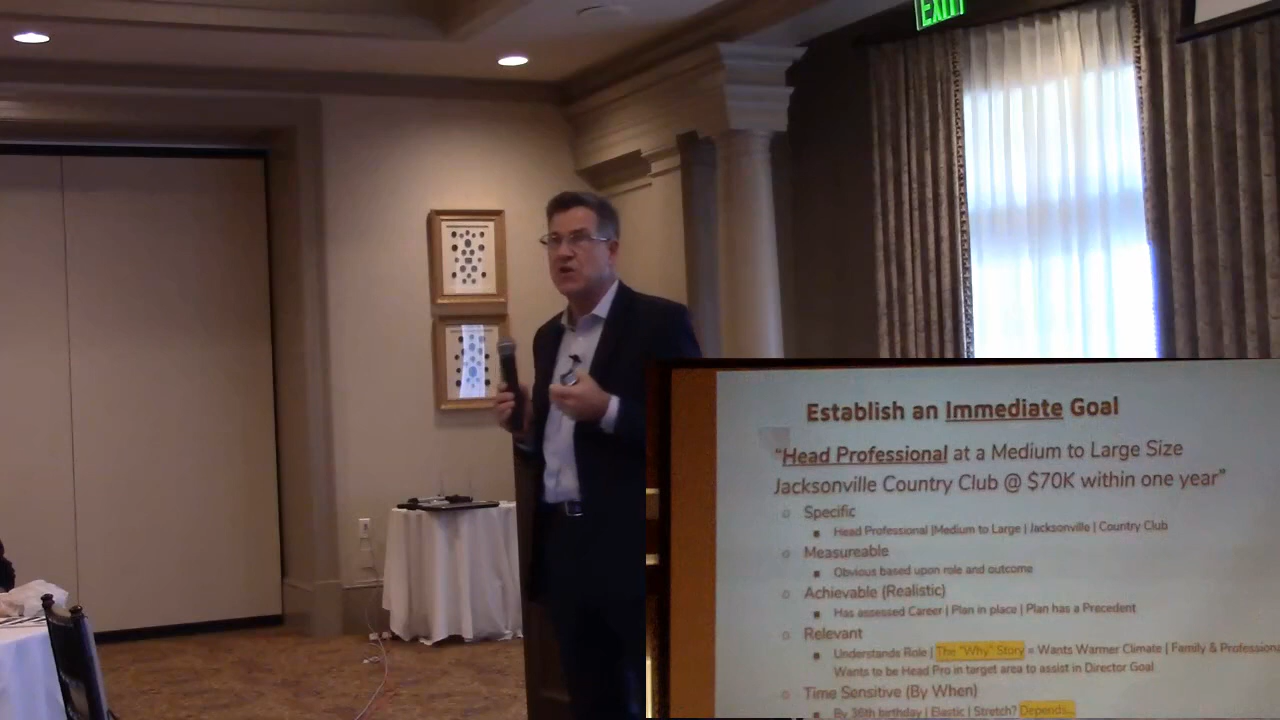 EXIT
Establish an Immediate Goal
"Head Professional at a Medium to Large Size
Jacksonville Country Club @ $70K within one year"
Specific
Head Professional |Medium to Large | Jacksonville | Country Club
Measureable
Obvious based upon role and outcome
Achievable (Realistic)
Has assessed Career | Plan in place | Plan has a Precedent
Relevant
Understands Role | The "Why" Story = Wants Warmer Climate | Family & Professiona
Wants to be Head Pro in target area to assist in Director Goal
Time Sensitive (By When)
By 36th birthday | Elastic | Stretch? Depends...